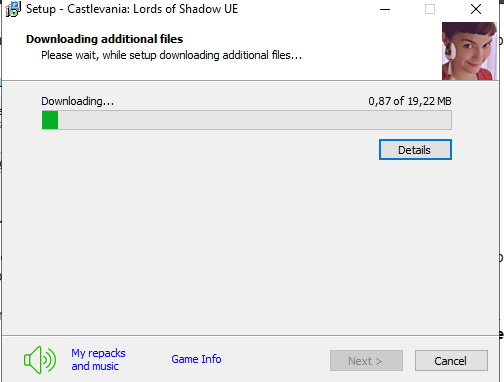 Setup - Castlevania: Lords of Shadow UE
Downloading additional files
Please wait, while setup downloading additional files...
Downloading...
0,87 of 19,22 MB
Details
My repacks
and music
Game Info
Next >
Cancel